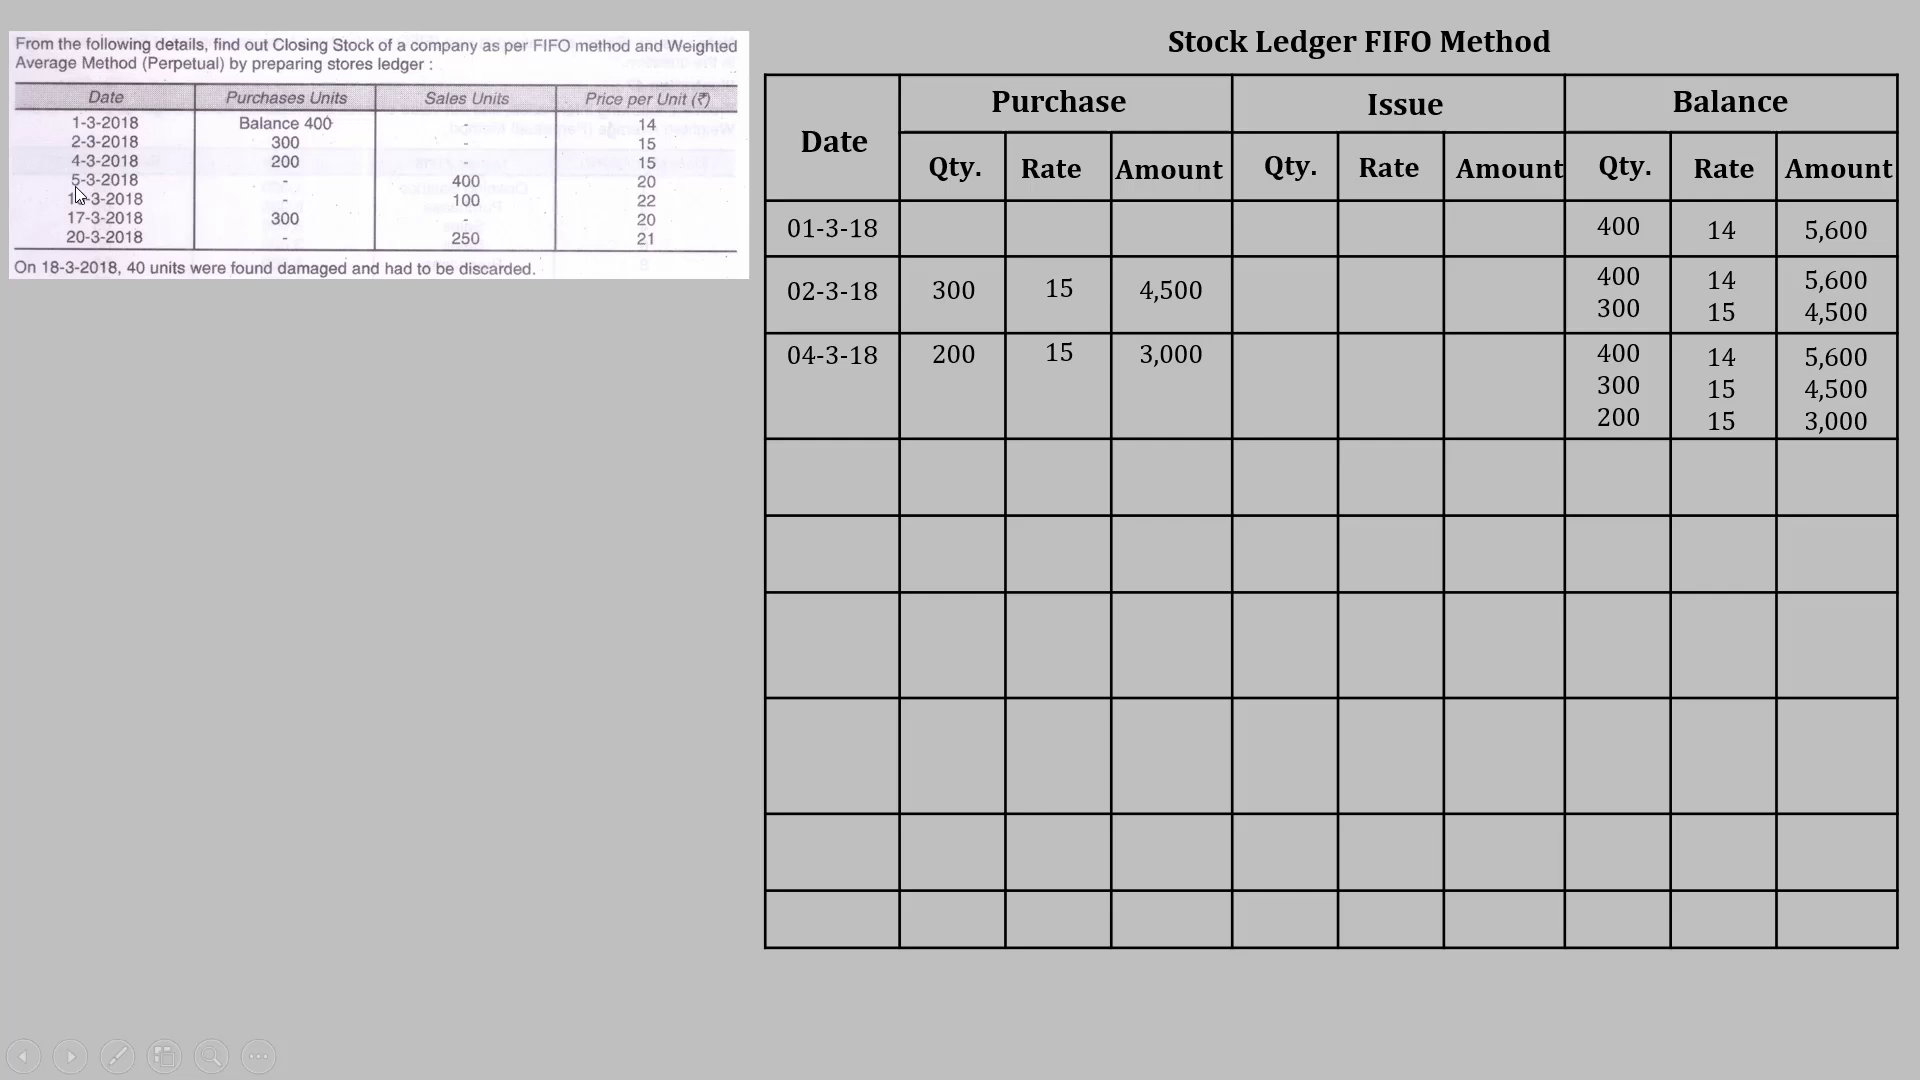 From the following details, find out Closing Stock of a company as per FIFO method and Weighted
Average Method (Perpetual) by preparing stores ledger :
Date Purchases Units Sales Units Price per Unit (₹)
1-3-2018 Balance 400 - 14
2-3-2018 300 - 15
4-3-2018 200 - 15
5-3-2018 - 400 20
-3-2018 - 100 22
17-3-2018 300 - 20
20-3-2018 - 250 21
On 18-3-2018, 40 units were found damaged and had to be discarded.
Stock Ledger FIFO Method
Date Purchase Issue Balance
Qty. Rate Amount Qty. Rate Amount Qty. Rate Amount
01-3-18 400 14 5,600
02-3-18 300 15 4,500 400 14 5,600
300 15 4,500
04-3-18 200 15 3,000 400 14 5,600
300 15 4,500
200 15 3,000